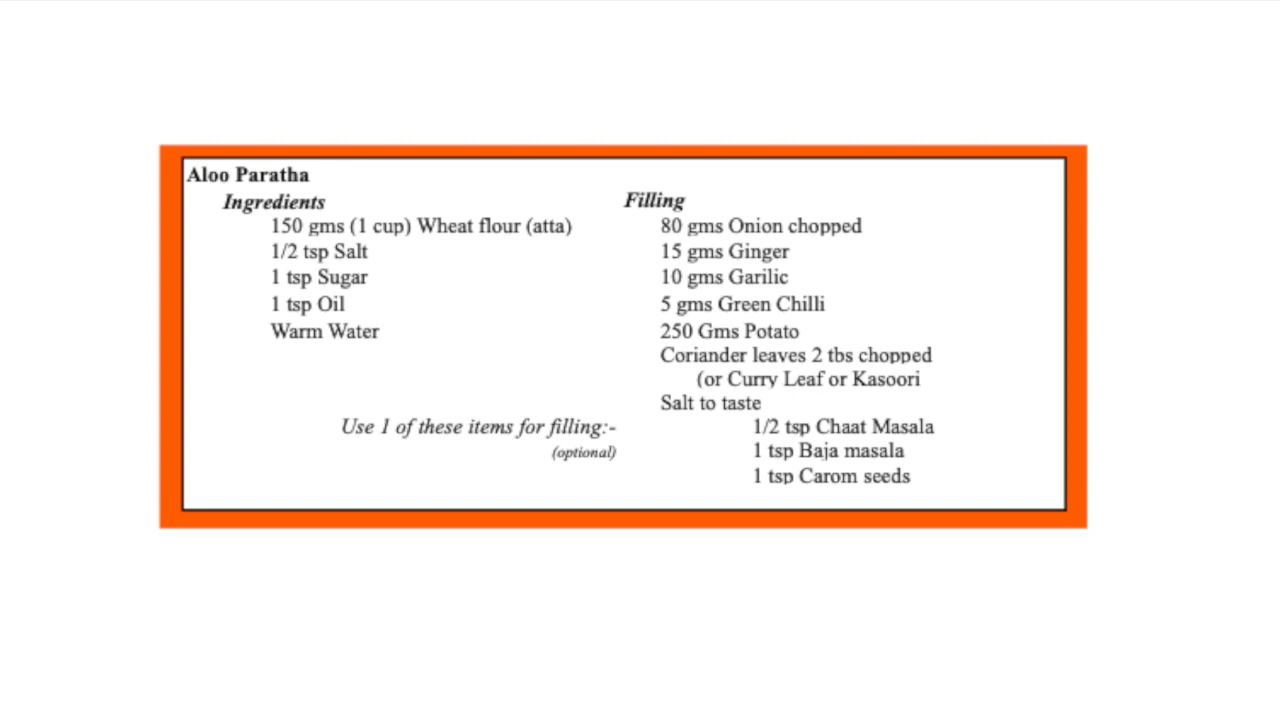 Aloo Paratha
Ingredients
150 gms (1 cup) Wheat flour (atta)
1/2 tsp Salt
1 tsp Sugar
1 tsp Oil
Warm Water
Filling
80 gms Onion chopped
15 gms Ginger
10 gms Garilic
5 gms Green Chilli
250 Gms Potato
Coriander leaves 2 tbs chopped
(or Curry Leaf or Kasoori
Salt to taste
Use 1 of these items for filling:-
(optional)
1/2 tsp Chaat Masala
1 tsp Baja masala
1 tsp Carom seeds